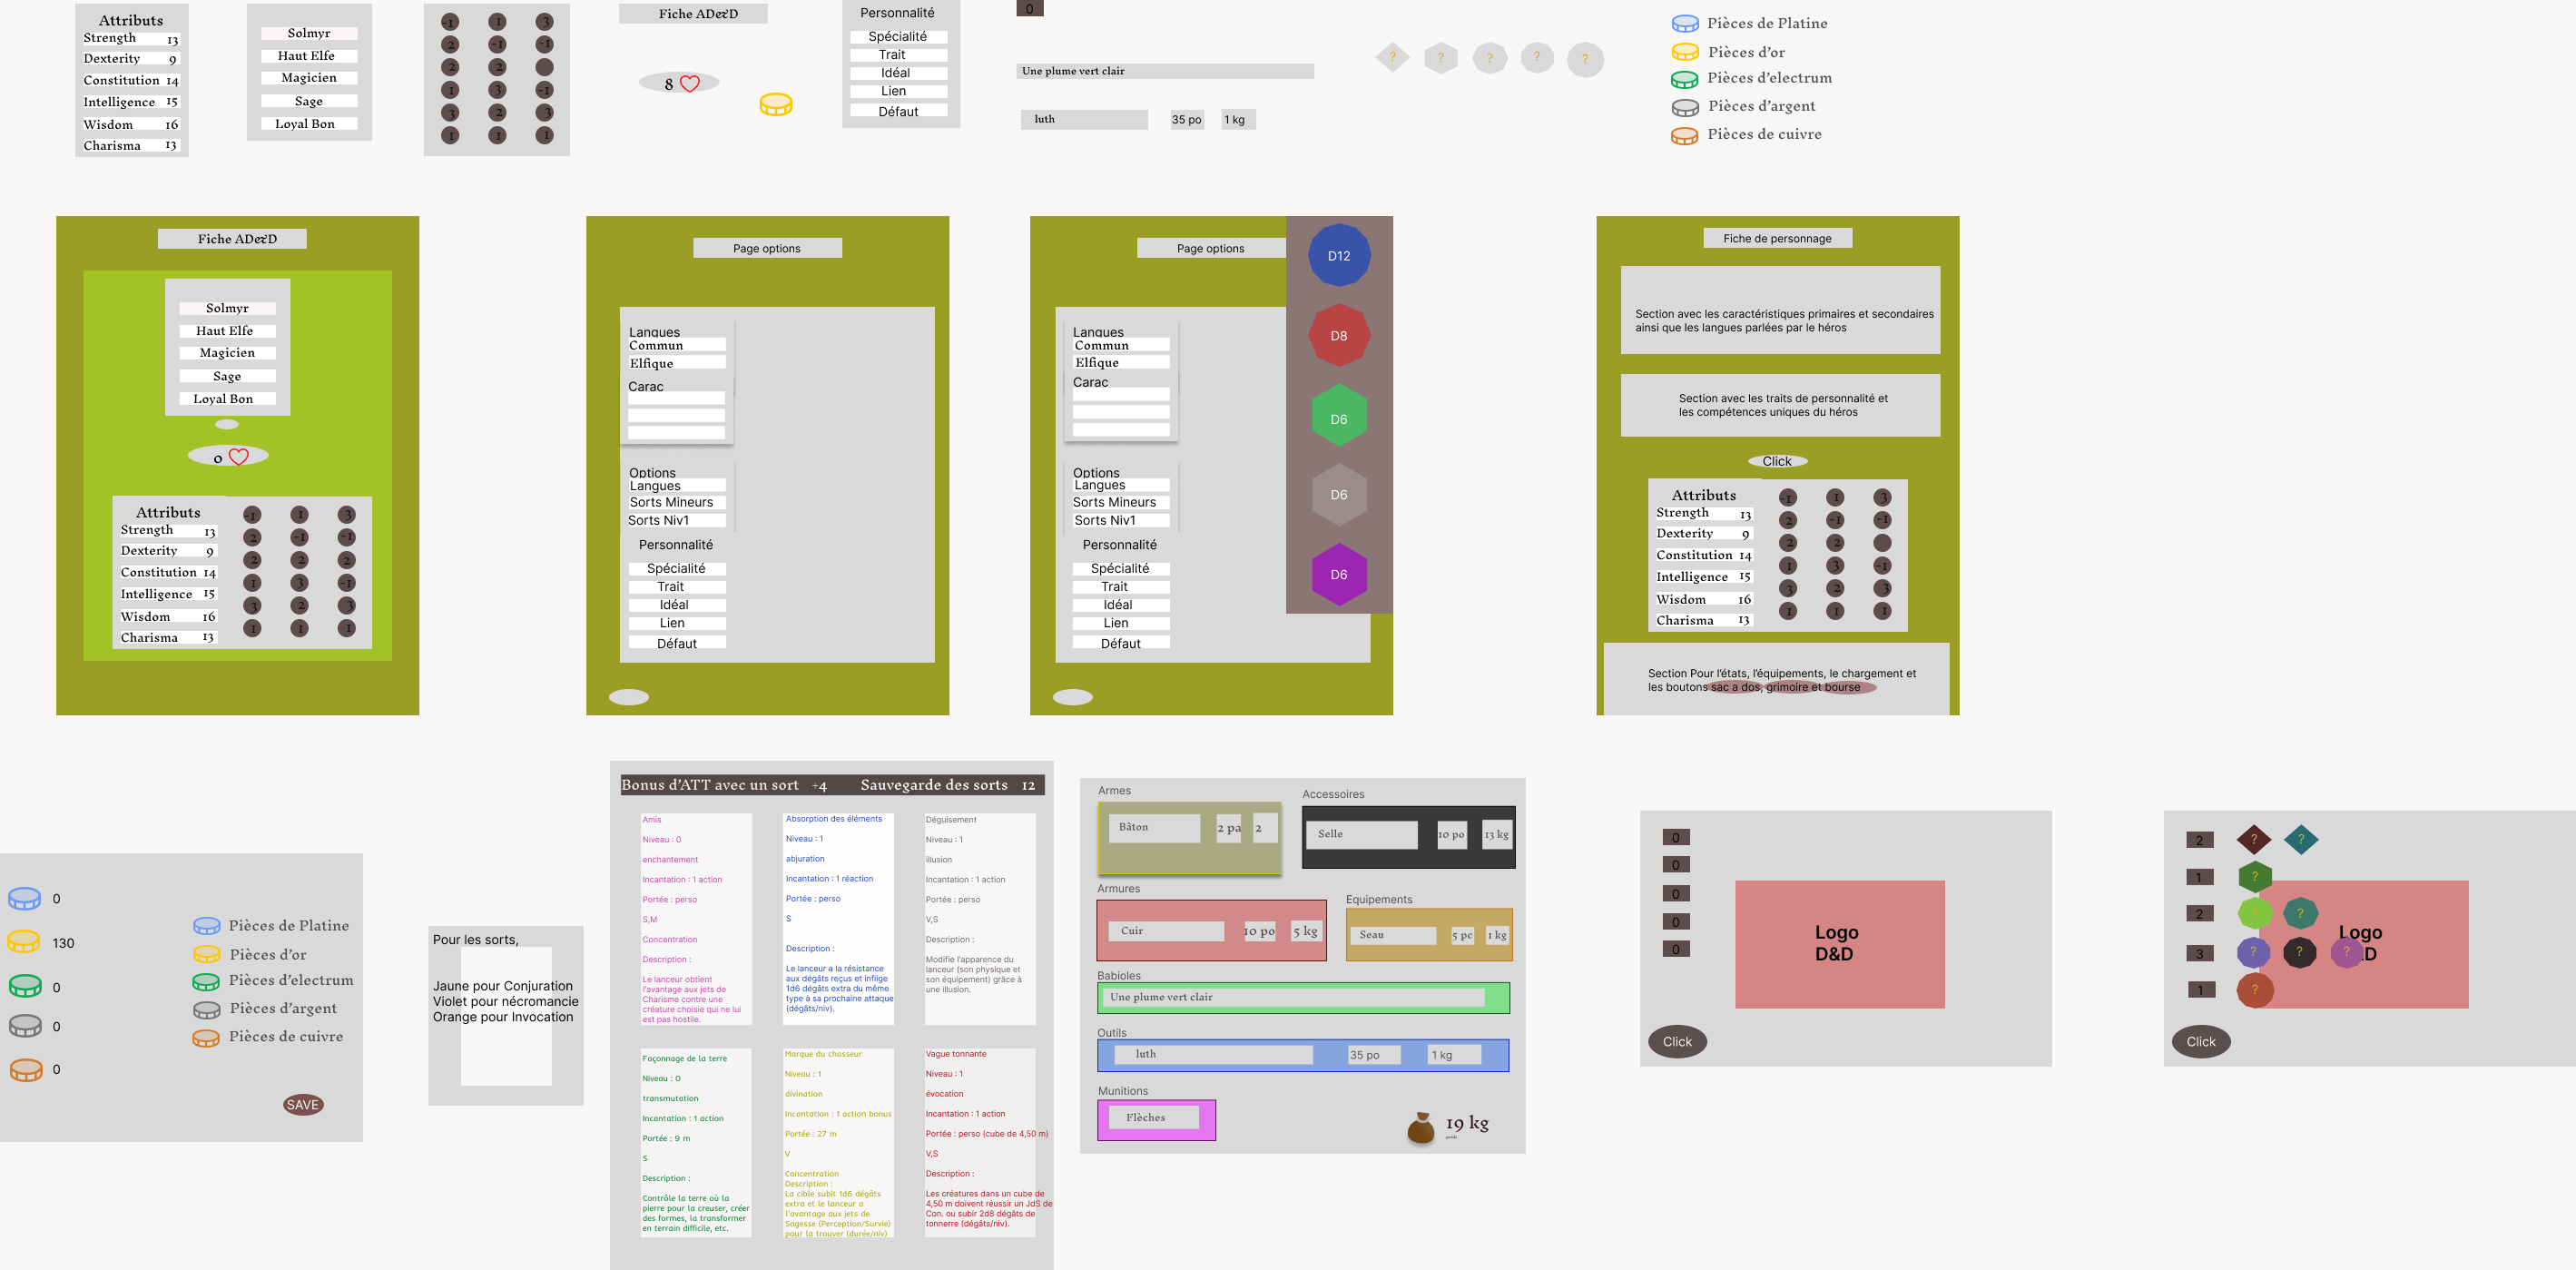 Attributs
Strength 13
Dexterity 9
Constitution 14
Intelligence 15
Wisdom 16
Charisma 13
Solmyr
Haut Elfe
Magicien
Sage
Loyal Bon
-1 1 3
2 -1 -1
2 2
1 3 -1
3 2 3
1 1 1
Fiche AD&D
8
Personnalité
Spécialité
Trait
Idéal
Lien
Défaut
0
Une plume vert clair
luth 35 po 1 kg
? ? ? ? ?
Pièces de Platine
Pièces d'or
Pièces d'electrum
Pièces d'argent
Pièces de cuivre
Fiche AD&D
Solmyr
Haut Elfe
Magicien
Sage
Loyal Bon
0
Attributs
Strength 13
Dexterity 9
Constitution 14
Intelligence 15
Wisdom 16
Charisma 13
-1 1 3
2 -1 -1
2 2 2
1 3 -1
3 2 3
1 1 1
Page options
Langues
Commun
Elfique
Carac
Options
Langues
Sorts Mineurs
Sorts Niv1
Personnalité
Spécialité
Trait
Idéal
Lien
Défaut
Page options
Langues
Commun
Elfique
Carac
Options
Langues
Sorts Mineurs
Sorts Niv1
Personnalité
Spécialité
Trait
Idéal
Lien
Défaut
D12
D8
D6
D6
D6
Fiche de personnage
Section avec les caractéristiques primaires et secondaires
ainsi que les langues parlées par le héros
Section avec les traits de personalité et
les compétences uniques du héros
Click
Attributs
Strength 13
Dexterity 9
Constitution 14
Intelligence 15
Wisdom 16
Charisma 13
-1 1 3
2 -1 -1
2 2
1 3 -1
3 2 3
1 1 1
Section Pour l'états, l'équipements, le chargement et
les boutons sac a dos, grimoire et bourse
0
130
0
0
0
Pièces de Platine
Pièces d'or
Pièces d'electrum
Pièces d'argent
Pièces de cuivre
SAVE
Pour les sorts,
Jaune pour Conjuration
Violet pour nécromancie
Orange pour Invocation
Bonus d'ATT avec un sort +4 Sauvegarde des sorts 12
Amis
Niveau : 0
enchantement
Incantation : 1 action
Portée : perso
S,M
Concentration
Description :
Le lanceur obtient
l'avantage aux jets de
Charisme contre une
créature choisie qui ne lui
est pas hostile.
Absorption des éléments
Niveau : 1
abjuration
Incantation : 1 réaction
Portée : perso
S
Description :
Le lanceur a la résistance
aux dégâts reçus et inflige
1d6 dégâts extra du même
type à sa prochaine attaque
(dégâts/niv).
Déguisement
Niveau : 1
illusion
Incantation : 1 action
Portée : perso
V,S
Description :
Modifie l'apparence du
lanceur (son physique et
son équipement) grâce à
une illusion.
Façonnage de la terre
Niveau : 0
transmutation
Incantation : 1 action
Portée : 9 m
S
Description :
Contrôle la terre où la
pierre pour la creuser, créer
des formes, la transformer
en terrain difficile, etc.
Marque du chasseur
Niveau : 1
divination
Incantation : 1 action bonus
Portée : 27 m
V
Concentration
Description :
La cible subit 1d6 dégâts
extra et le lanceur a
l'avantage aux jets de
Sagesse (Perception/Survie)
pour la trouver (durée/niv)
Vague tonnante
Niveau : 1
évocation
Incantation : 1 action
Portée : perso (cube de 4,50 m)
V,S
Description :
Les créatures dans un cube de
4,50 m doivent réussir un JdS de
Con. ou subir 2d8 dégâts de
tonnerre (dégâts/niv).
Armes
Bâton 2 pa 2
Accessoires
Selle 10 po 13 kg
Armures
Cuir 10 po 5 kg
Equipements
Seau 5 pc 1 kg
Babioles
Une plume vert clair
Outils
luth 35 po 1 kg
Munitions
Flèches
19 kg
0
0
0
0
0
Logo
D&D
Click
2 ? ?
1 ?
2 ? ?
3 ? ? ?
1 ?
Logo
D
Click